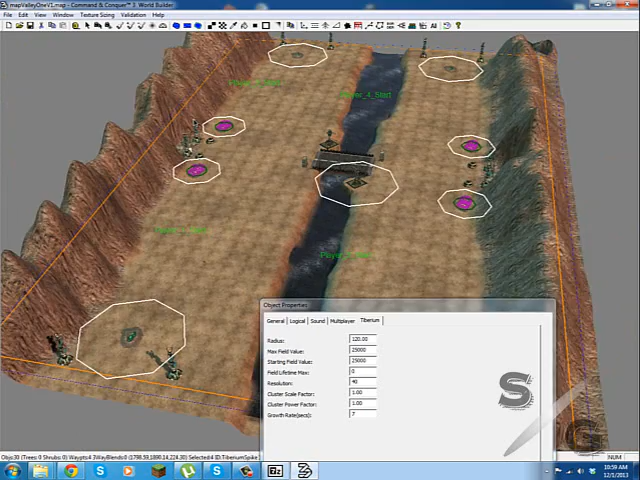 mapValleyOneV1.map - Command & Conquer™ 3: World Builder
File Edit Window Texture Sizing Validation Help
Player_4_Start
Object Properties
General Logical Sound Multiplayer Tiberium
Radius: 120.00
Max Field Value: 25000
Starting Field Value: 25000
Field Lifetime Max: 0
Resolution: 40
Cluster Scale Factor: 1.00
Cluster Power Factor: 1.00
Growth Rate(secs): 7
S
G
NUM
10:59 AM
12/1/2013